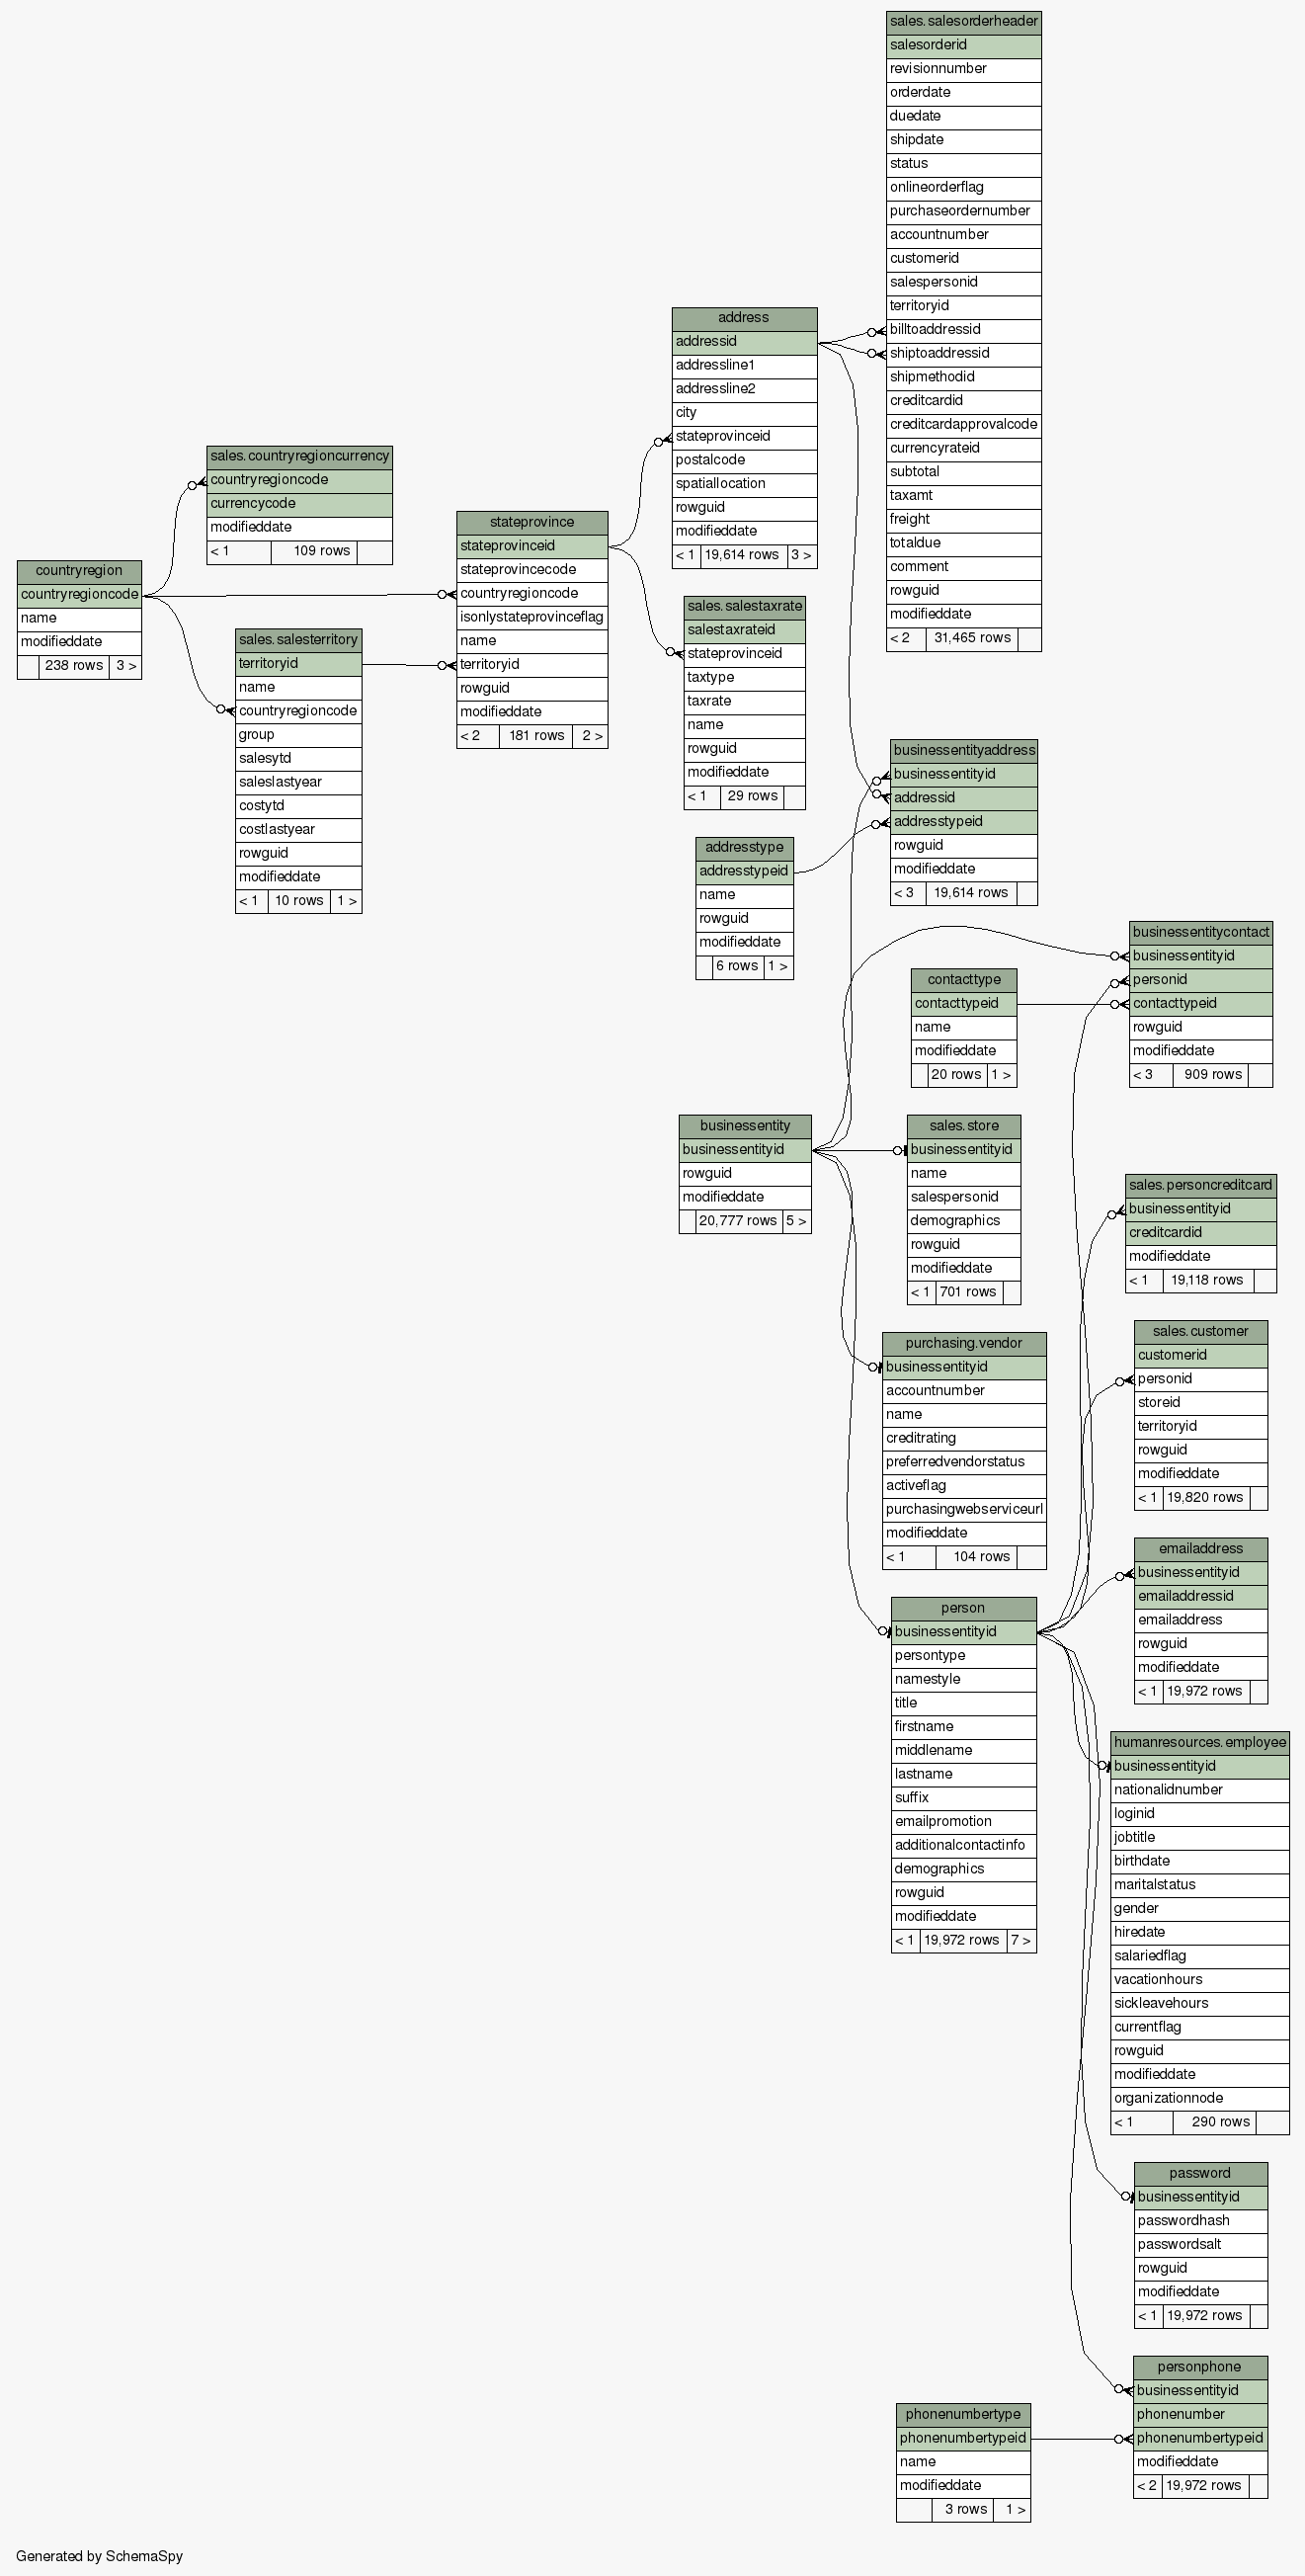 sales.salesorderheader
salesorderid
revisionnumber
orderdate
duedate
shipdate
status
onlineorderflag
purchaseordernumber
accountnumber
customerid
salespersonid
territoryid
billtoaddressid
shiptoaddressid
shipmethodid
creditcardid
creditcardapprovalcode
currencyrateid
subtotal
taxamt
freight
totaldue
comment
rowguid
modifieddate
< 2 31,465 rows
address
addressid
addressline1
addressline2
city
stateprovinceid
postalcode
spatiallocation
rowguid
modifieddate
< 1 19,614 rows 3 >
sales.countryregioncurrency
countryregioncode
currencycode
modifieddate
< 1 109 rows
stateprovince
stateprovinceid
stateprovincecode
countryregioncode
isonlystateprovinceflag
name
territoryid
rowguid
modifieddate
< 2 181 rows 2 >
countryregion
countryregioncode
name
modifieddate
238 rows 3 >
sales.salestaxrate
salestaxrateid
stateprovinceid
taxtype
taxrate
name
rowguid
modifieddate
< 1 29 rows
sales.salesterritory
territoryid
name
countryregioncode
group
salesytd
saleslastyear
costytd
costlastyear
rowguid
modifieddate
< 1 10 rows 1 >
businessentityaddress
businessentityid
addressid
addresstypeid
rowguid
modifieddate
< 3 19,614 rows
addresstype
addresstypeid
name
rowguid
modifieddate
6 rows 1 >
businessentitycontact
businessentityid
personid
contacttypeid
rowguid
modifieddate
< 3 909 rows
contacttype
contacttypeid
name
modifieddate
20 rows 1 >
businessentity
businessentityid
rowguid
modifieddate
20,777 rows 5 >
sales.store
businessentityid
name
salespersonid
demographics
rowguid
modifieddate
< 1 701 rows
sales.personcreditcard
businessentityid
creditcardid
modifieddate
< 1 19,118 rows
sales.customer
customerid
personid
storeid
territoryid
rowguid
modifieddate
< 1 19,820 rows
purchasing.vendor
businessentityid
accountnumber
name
creditrating
preferredvendorstatus
activeflag
purchasingwebserviceurl
modifieddate
< 1 104 rows
emailaddress
businessentityid
emailaddressid
emailaddress
rowguid
modifieddate
< 1 19,972 rows
person
businessentityid
persontype
namestyle
title
firstname
middlename
lastname
suffix
emailpromotion
additionalcontactinfo
demographics
rowguid
modifieddate
< 1 19,972 rows 7 >
humanresources.employee
businessentityid
nationalidnumber
loginid
jobtitle
birthdate
maritalstatus
gender
hiredate
salariedflag
vacationhours
sickleavehours
currentflag
rowguid
modifieddate
organizationnode
< 1 290 rows
password
businessentityid
passwordhash
passwordsalt
rowguid
modifieddate
< 1 19,972 rows
personphone
businessentityid
phonenumber
phonenumbertypeid
modifieddate
< 2 19,972 rows
phonenumbertype
phonenumbertypeid
name
modifieddate
3 rows 1 >
Generated by SchemaSpy